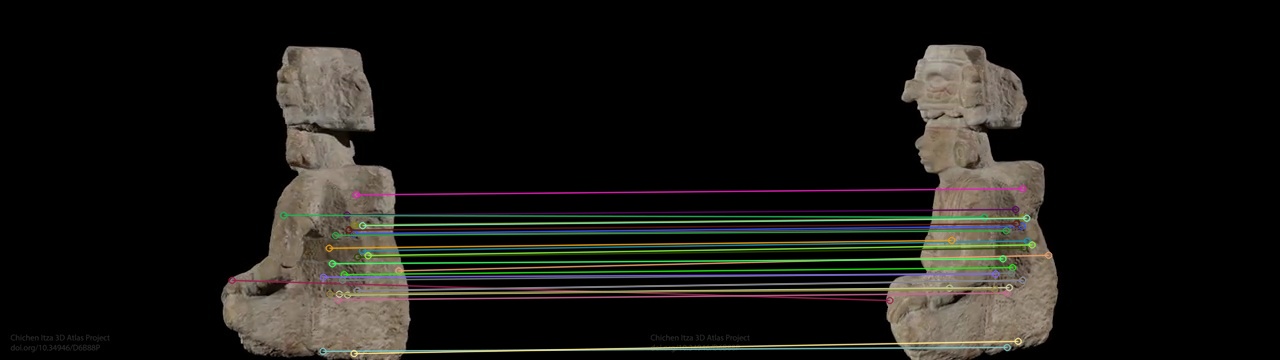 Chichen Itza 3D Atlas Project
doi.org/10.34946/D6888P
Chichen Itza 3D Atlas Project